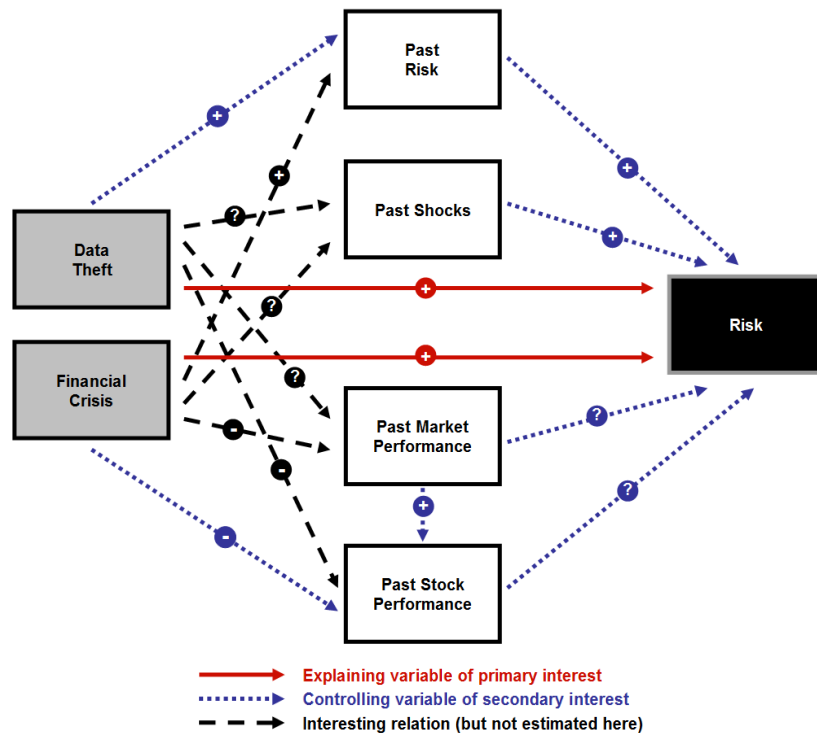 Past
Risk
+
+
+
Past Shocks
?
+
Data
Theft
+
?
Risk
+
Financial
Crisis
?
Past Market
Performance
?
-
-
?
+
-
Past Stock
Performance
Explaining variable of primary interest
Controlling variable of secondary interest
Interesting relation (but not estimated here)